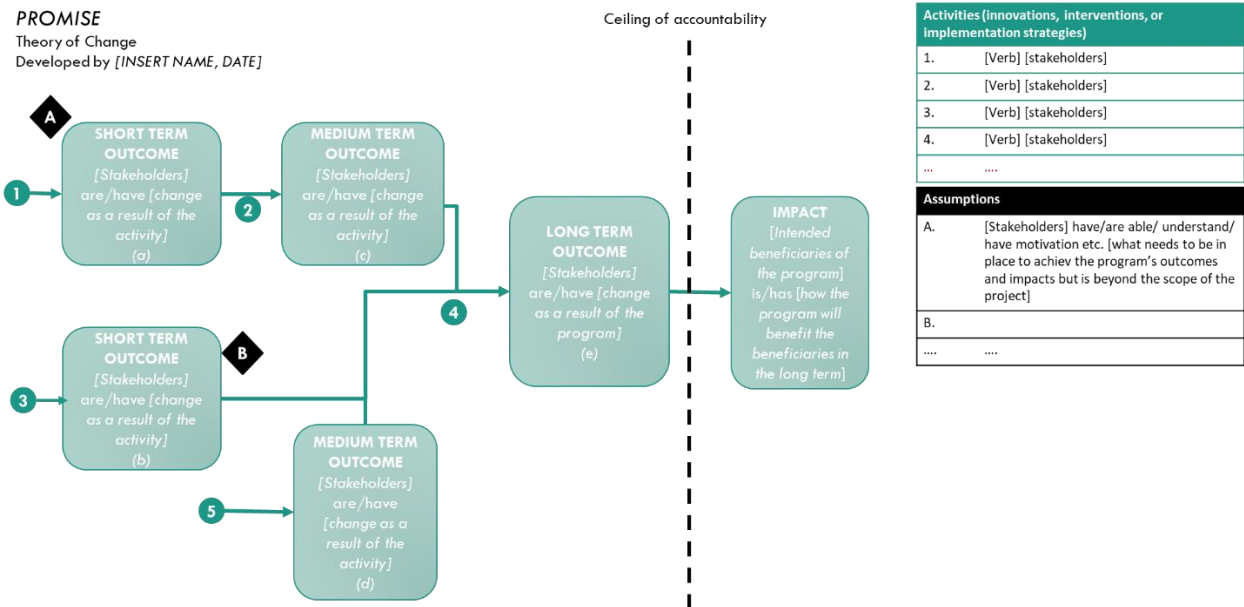 PROMISE
Theory of Change
Developed by [INSERT NAME, DATE]
Ceiling of accountability
A
1
SHORT TERM
OUTCOME
[Stakeholders]
are/have [change
as a result of the
activity]
(a)
2
MEDIUM TERM
OUTCOME
[Stakeholders]
are/have [change
as a result of the
activity]
(c)
3
SHORT TERM
OUTCOME
[Stakeholders]
are/have [change
as a result of the
activity]
(b)
B
4
5
MEDIUM TERM
OUTCOME
[Stakeholders]
are/have
[change as a
result of the
activity]
(d)
LONG TERM
OUTCOME
[Stakeholders]
are/have [change
as a result of the
program]
(e)
IMPACT
[Intended
beneficiaries of
the program]
is/has [how the
program will
benefit the
beneficiaries in
the long term]
Activities (innovations, interventions, or
implementation strategies)
1. [Verb] [stakeholders]
2. [Verb] [stakeholders]
3. [Verb] [stakeholders]
4. [Verb] [stakeholders]
... ....
Assumptions
A. [Stakeholders] have/are able/ understand/
have motivation etc. [what needs to be in
place to achiev the program's outcomes
and impacts but is beyond the scope of the
project]
B.
.... ....